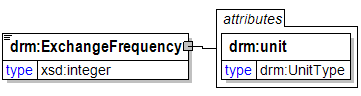 attributes
drm:ExchangeFrequency
type xsd:integer
drm:unit
type drm:UnitType